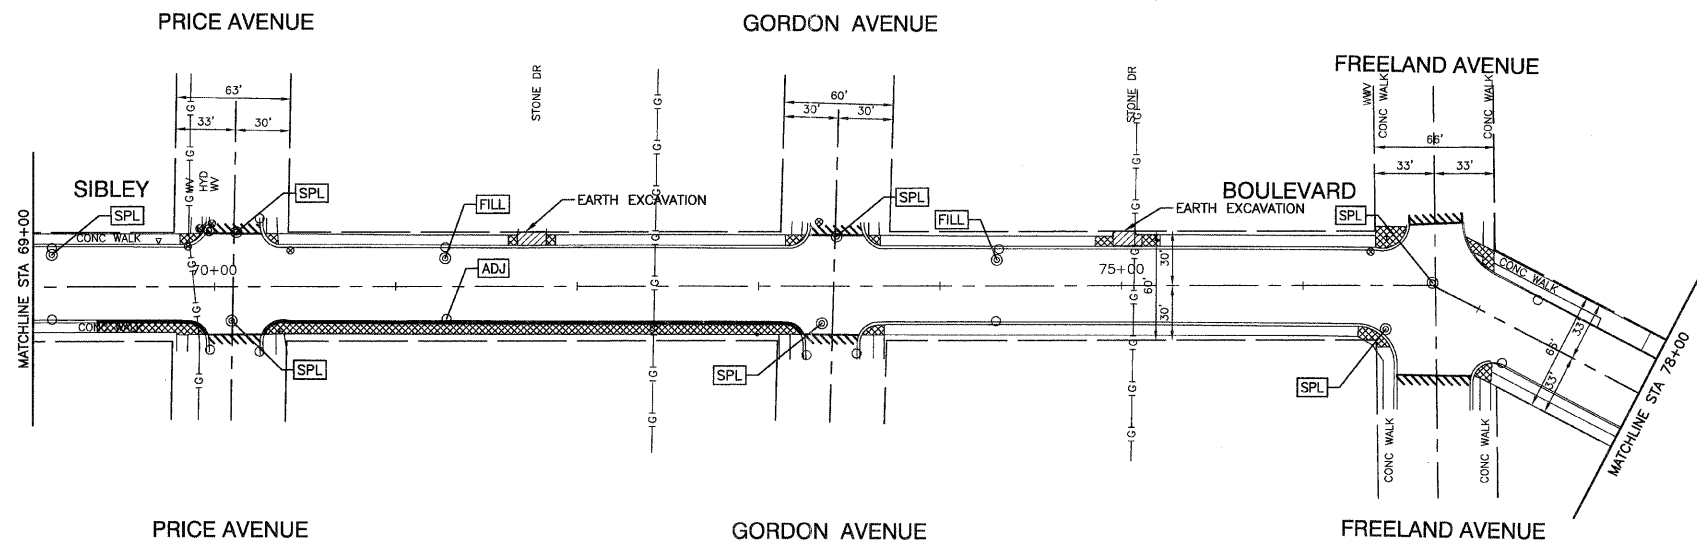 PRICE AVENUE
GORDON AVENUE
FREELAND AVENUE
63'
33'
30'
STONE DR
60'
30'
30'
STONE DR
WWV
CONC WALK
CONC WALK
66'
33'
33'
G
G
G
G
WV
HYD
WV
SIBLEY
BOULEVARD
SPL
SPL
FILL
EARTH EXCAVATION
SPL
FILL
EARTH EXCAVATION
SPL
MATCHLINE STA 69+00
CONC WALK
70+00
ADJ
75+00
60'
30'
30'
CONC WALK
CONC WALK
SPL
SPL
SPL
33'
66'
33'
MATCHLINE STA 78+00
CONC WALK
CONC WALK
PRICE AVENUE
GORDON AVENUE
FREELAND AVENUE